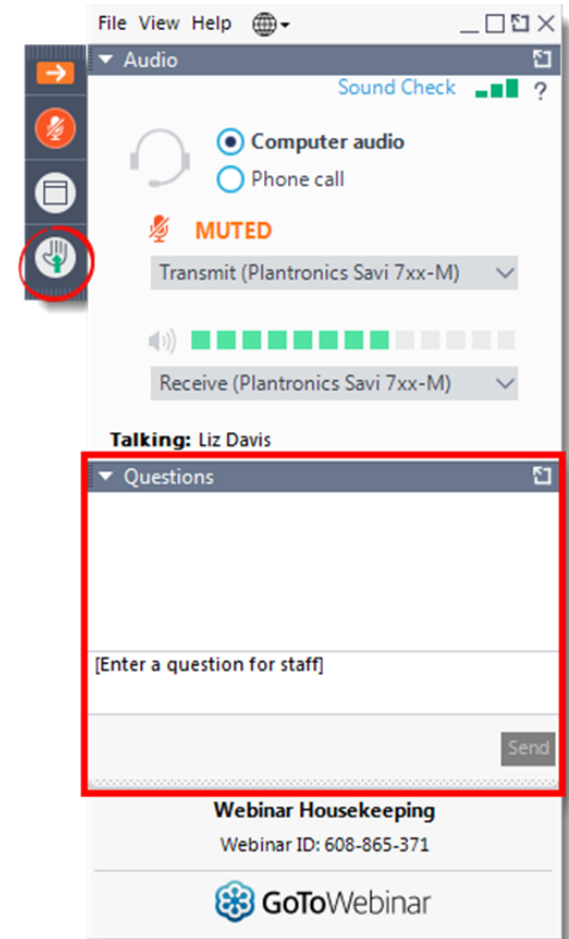 File View Help
Audio
Sound Check ?
Computer audio
Phone call
MUTED
Transmit (Plantronics Savi 7xx-M)
Receive (Plantronics Savi 7xx-M)
Talking: Liz Davis
Questions
[Enter a question for staff]
Send
Webinar Housekeeping
Webinar ID: 608-865-371
GoToWebinar